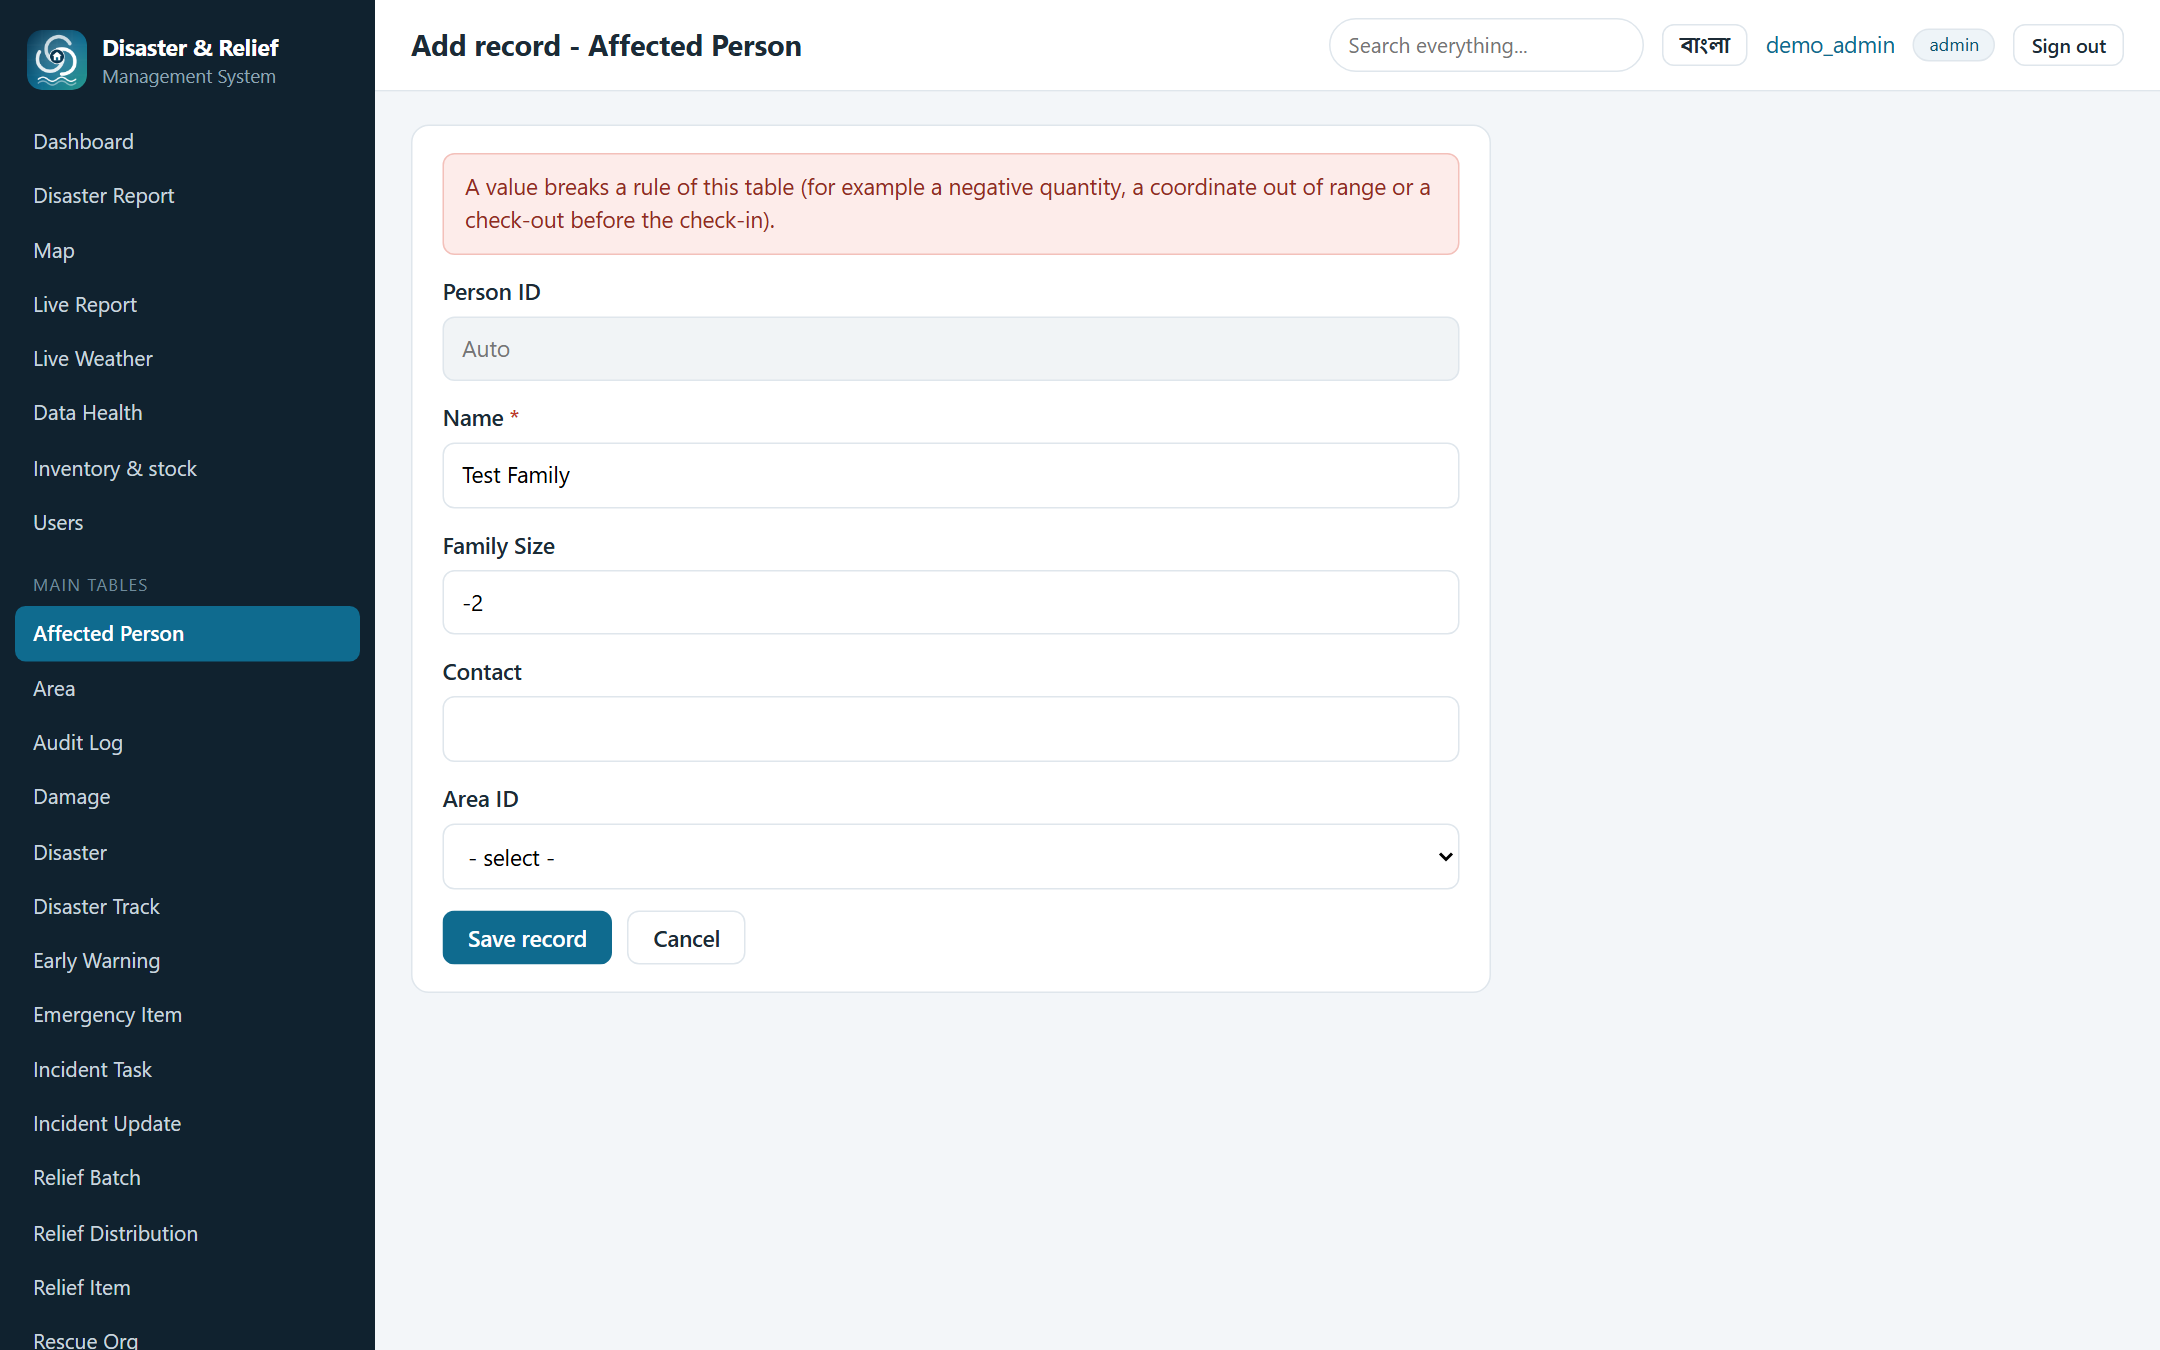 Disaster & Relief
Management System
Dashboard
Disaster Report
Map
Live Report
Live Weather
Data Health
Inventory & stock
Users
MAIN TABLES
Affected Person
Area
Audit Log
Damage
Disaster
Disaster Track
Early Warning
Emergency Item
Incident Task
Incident Update
Relief Batch
Relief Distribution
Relief Item
Rescue Org
Add record - Affected Person
Search everything...
বাংলা
demo_admin
admin
Sign out
A value breaks a rule of this table (for example a negative quantity, a coordinate out of range or a
check-out before the check-in).
Person ID
Auto
Name *
Test Family
Family Size
-2
Contact
Area ID
- select -
Save record
Cancel